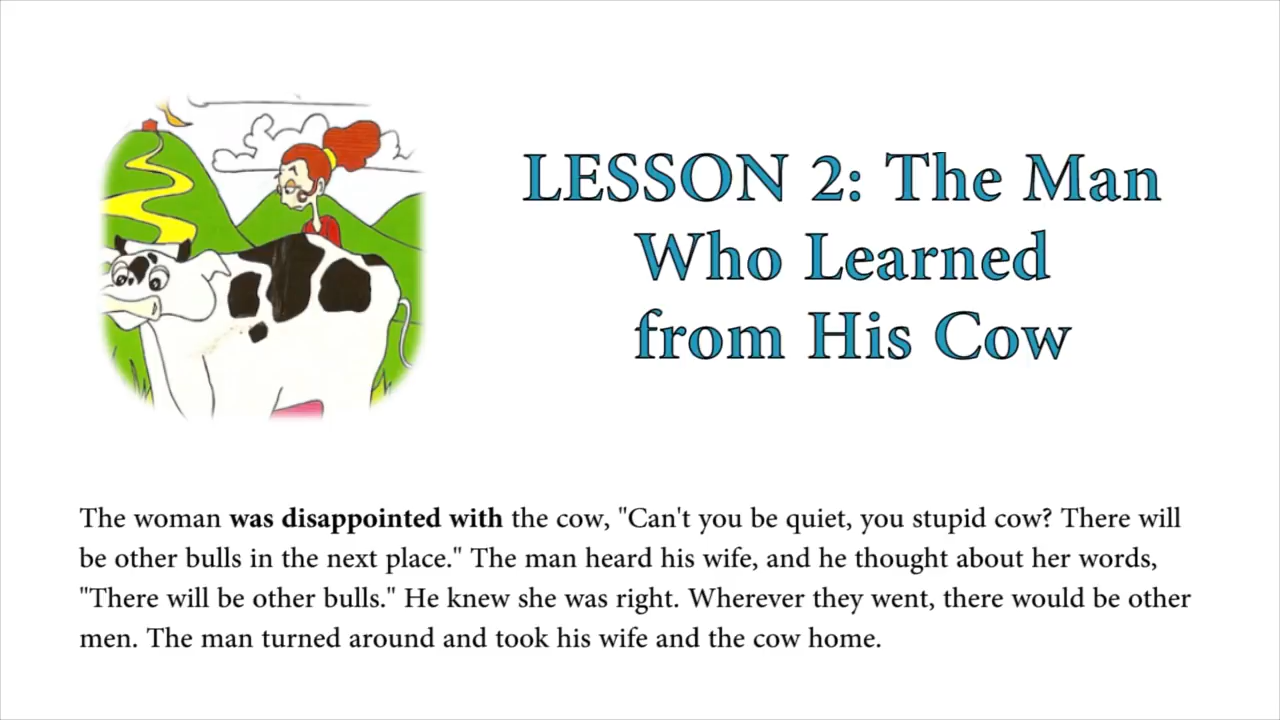 LESSON 2: The Man
Who Learned
from His Cow
The woman was disappointed with the cow, "Can't you be quiet, you stupid cow? There will
be other bulls in the next place." The man heard his wife, and he thought about her words,
"There will be other bulls." He knew she was right. Wherever they went, there would be other
men. The man turned around and took his wife and the cow home.